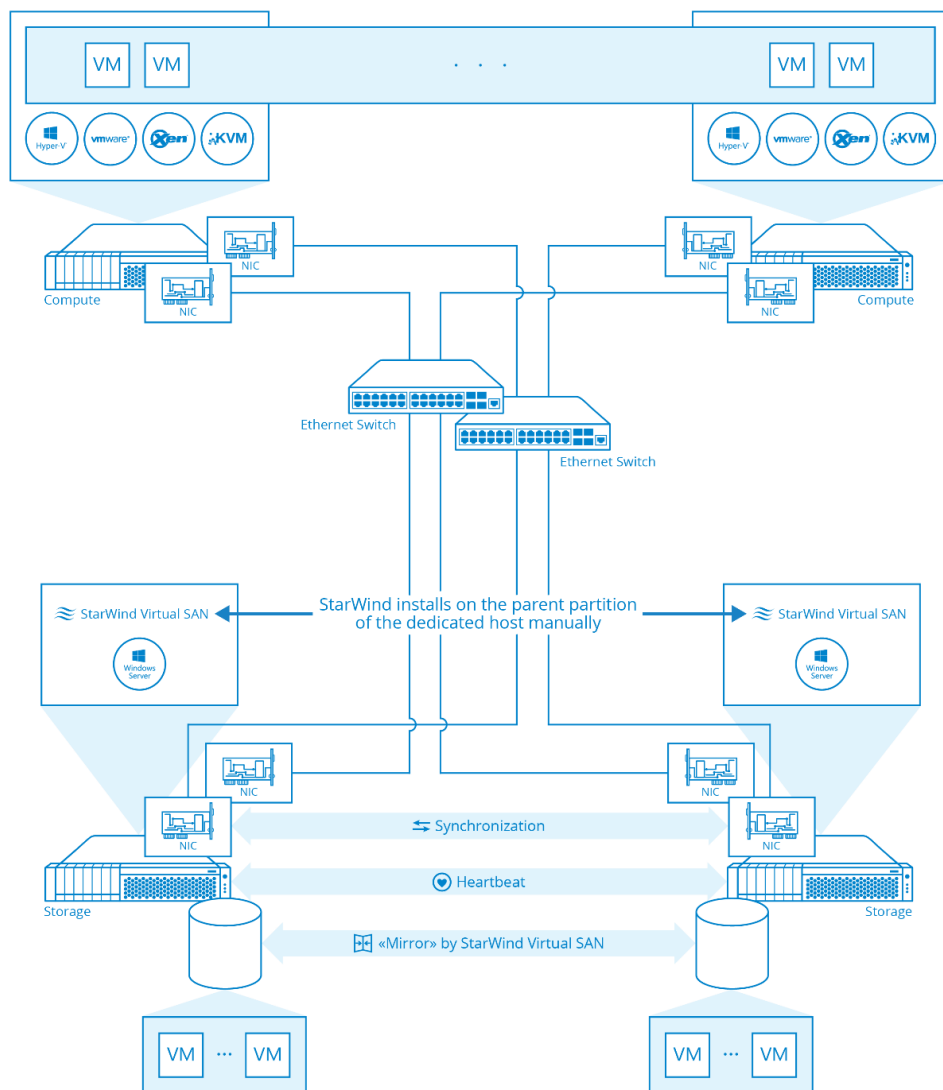 VM VM . . . VM VM
Hyper-V vmware® Xen® KVM Hyper-V vmware® Xen® KVM
NIC NIC
Compute Compute
NIC NIC
Ethernet Switch
Ethernet Switch
StarWind Virtual SAN
Windows
Server
StarWind installs on the parent partition
of the dedicated host manually
StarWind Virtual SAN
Windows
Server
NIC NIC
NIC NIC
Synchronization
Heartbeat
Storage Storage
«Mirror» by StarWind Virtual SAN
VM ... VM VM ... VM